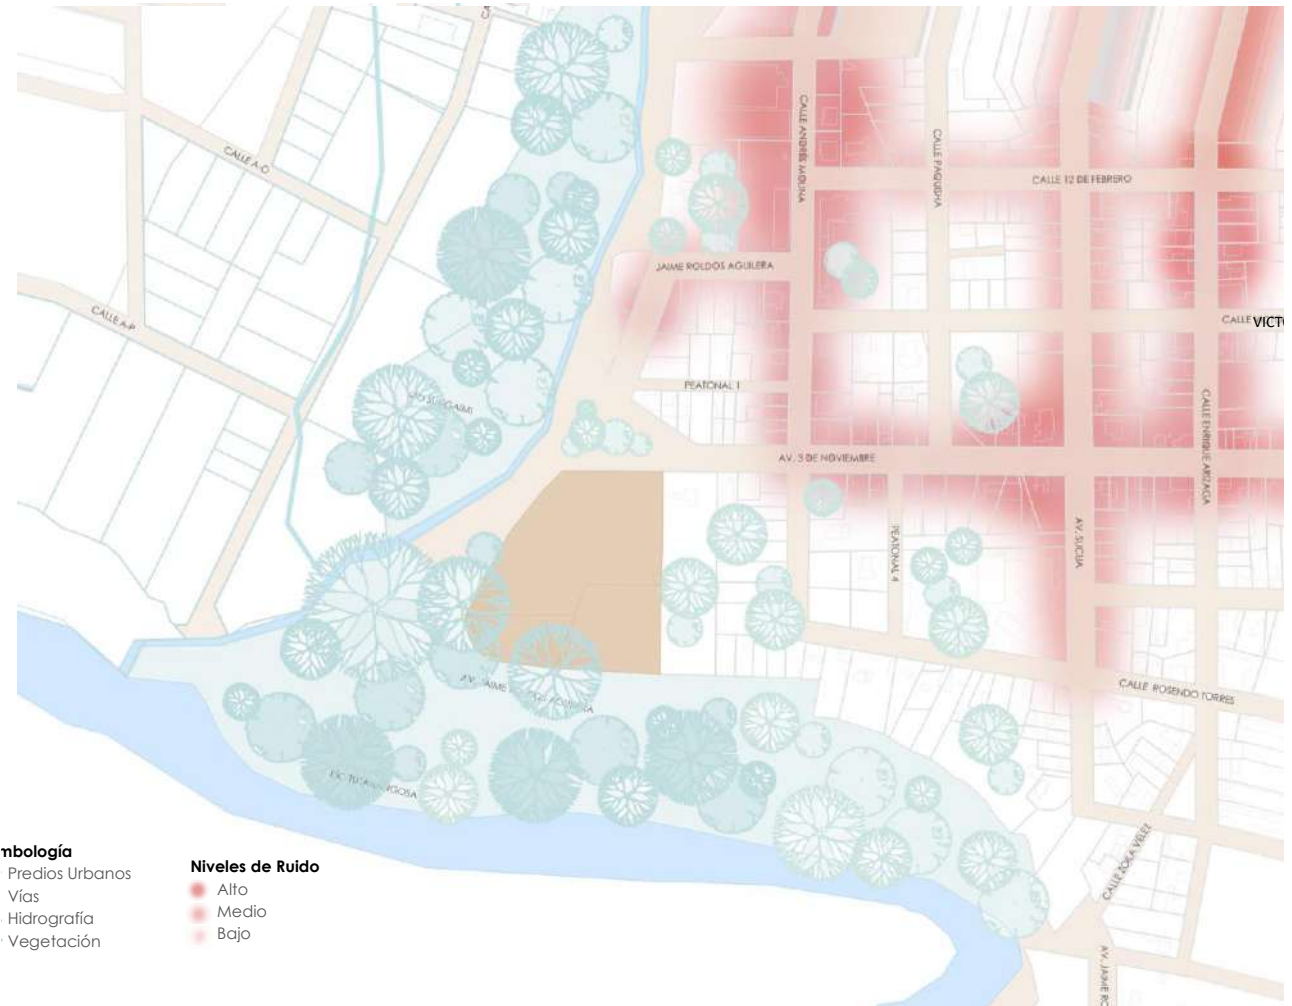 CALLE A-O
CALLE ANDRÉS MOLINA
CALLE PAQUISHA
CALLE 12 DE FEBRERO
JAIME ROLDOS AGUILERA
CALLE A-P
CALLE
VICT
PEATONAL 1
CALLE ENRIQUE ARIZAGA
AV. 3 DE NOVIEMBRE
PEATONAL 4
AV. SUCUA
AV. JAIME
CALLE ROSENDO TORRES
CALLE ZOILA VELEZ
AV. JAIME RO
mbología
Predios Urbanos
Vías
Hidrografía
Vegetación
Niveles de Ruido
Alto
Medio
Bajo